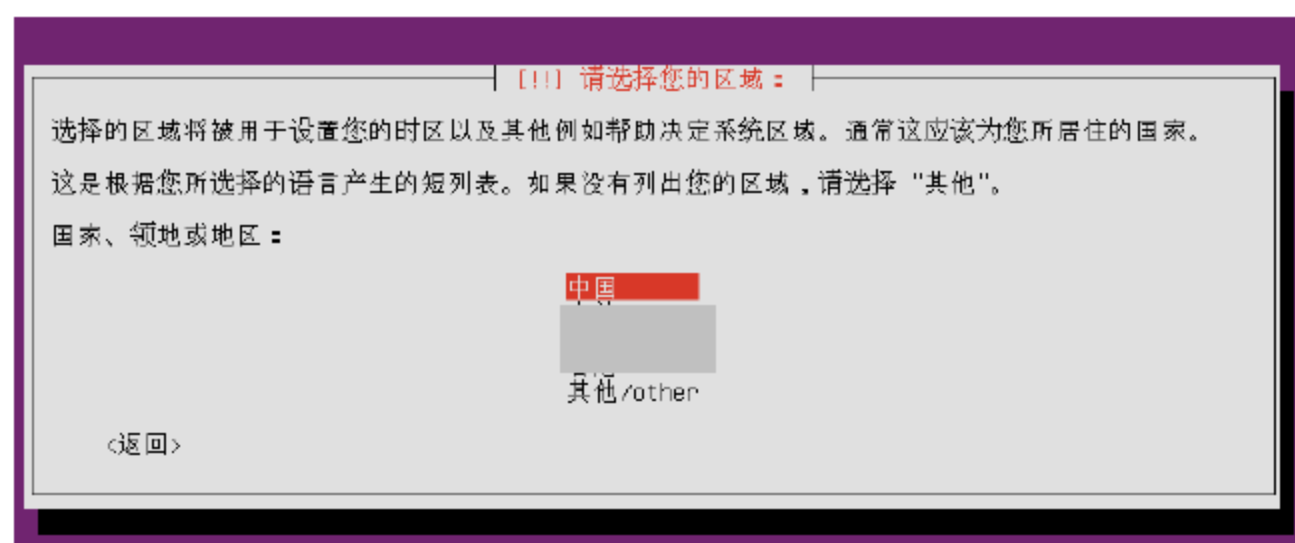 [!!] 请选择您的区域：
选择的区域将被用于设置您的时区以及其他例如帮助决定系统区域。通常这应该为您所居住的国家。
这是根据您所选择的语言产生的短列表。如果没有列出您的区域,请选择 "其他"。
国家、领地或地区：
中国
其他/other
<返回>